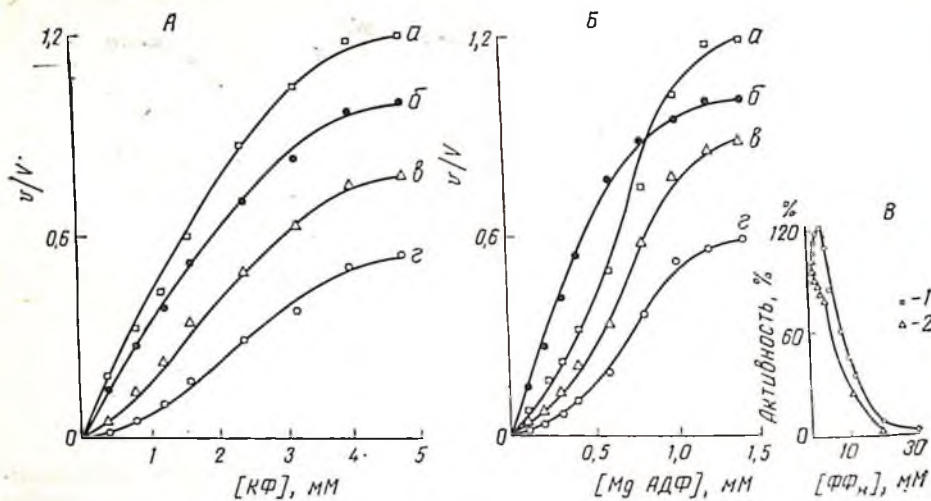 А
1,2
0,6
0
v/V
а
б
в
г
1 2 3 4 5
[КФ], мМ
Б
1,2
0,6
0
v/V
а
б
в
г
0,5 1,0 1,5
[Mg АДФ], мМ
В
%
120
60
0
Активность, %
-1
-2
10 30
[ФФн], мМ